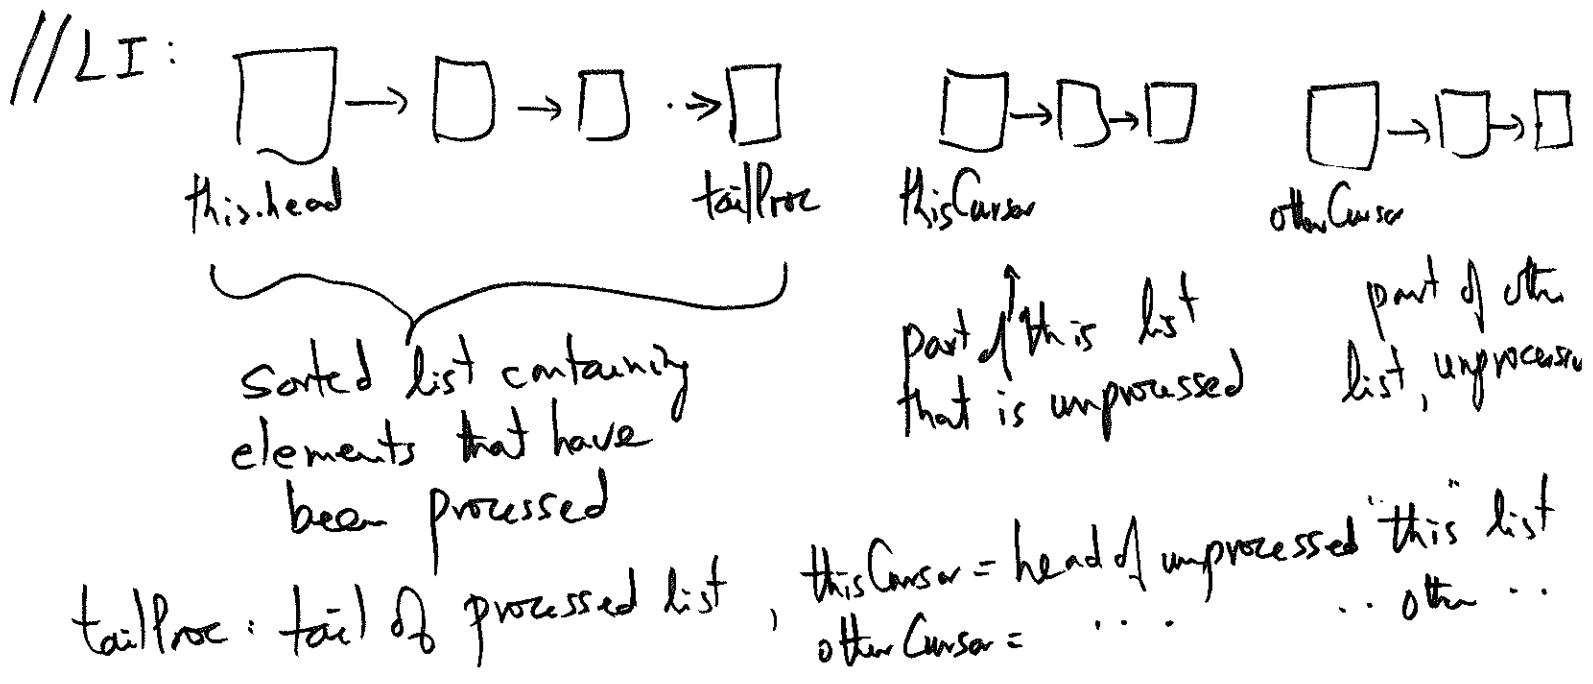 //LI:
this.head
tailProc
thisCursor
otherCursor
sorted list containing
elements that have
been processed
part of this list
that is unprocessed
part of other
list, unprocessed
tailProc: tail of processed list, thisCursor = head of unprocessed "this" list
otherCursor = .... .. other ..